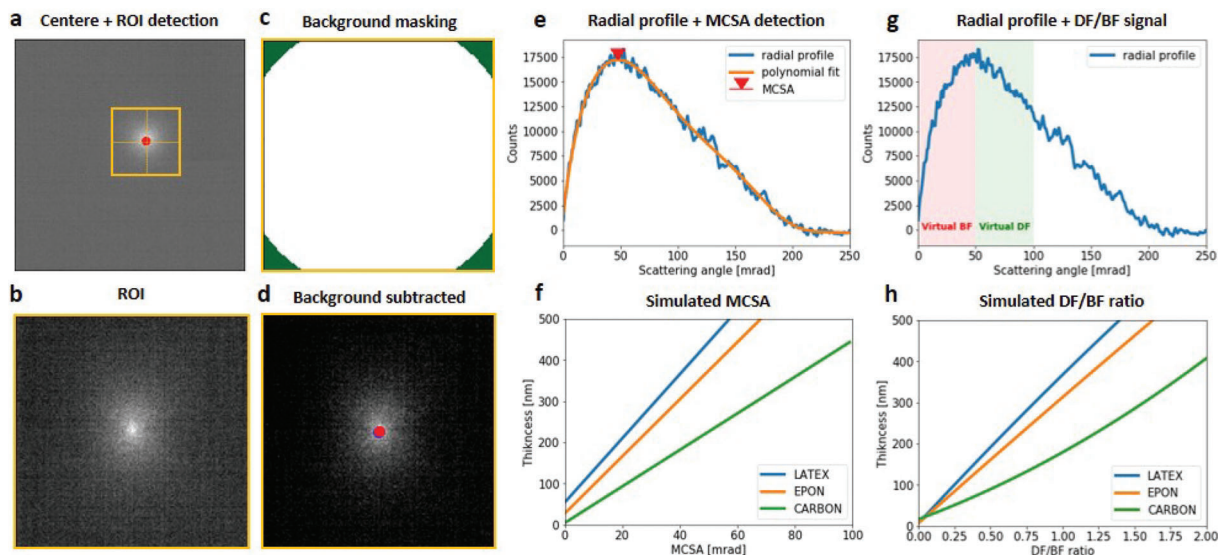 a Centere + ROI detection
c Background masking
e Radial profile + MCSA detection
g Radial profile + DF/BF signal
b ROI
d Background subtracted
17500
15000
12500
10000
7500
5000
2500
0
Counts
radial profile
polynomial fit
MCSA
0 50 100 150 200 250
Scattering angle [mrad]
17500
15000
12500
10000
7500
5000
2500
0
Counts
radial profile
Virtual BF Virtual DF
0 50 100 150 200 250
Scattering angle [mrad]
f Simulated MCSA
500
400
300
200
100
0
Thikncess [nm]
LATEX
EPON
CARBON
0 20 40 60 80 100
MCSA [mrad]
h Simulated DF/BF ratio
500
400
300
200
100
0
Thikncess [nm]
LATEX
EPON
CARBON
0.00 0.25 0.50 0.75 1.00 1.25 1.50 1.75 2.00
DF/BF ratio